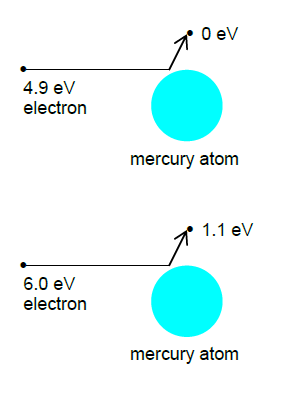 0 eV
4.9 eV
electron
mercury atom
1.1 eV
6.0 eV
electron
mercury atom